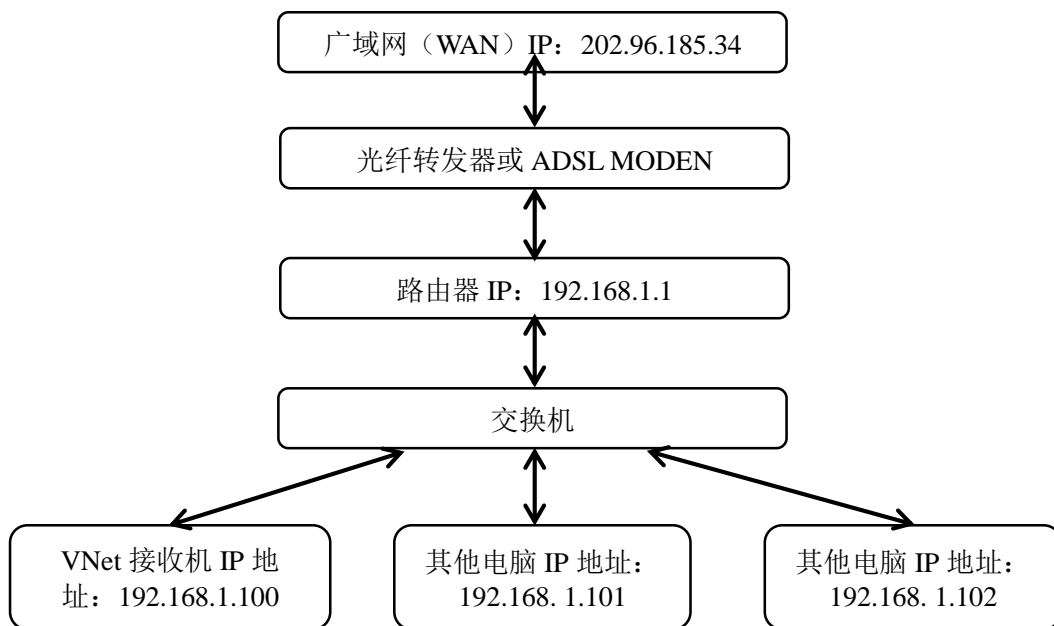 广域网（WAN）IP：202.96.185.34
光纤转发器或 ADSL MODEN
路由器 IP：192.168.1.1
交换机
VNet 接收机 IP 地
址：192.168.1.100
其他电脑 IP 地址：
192.168. 1.101
其他电脑 IP 地址：
192.168. 1.102